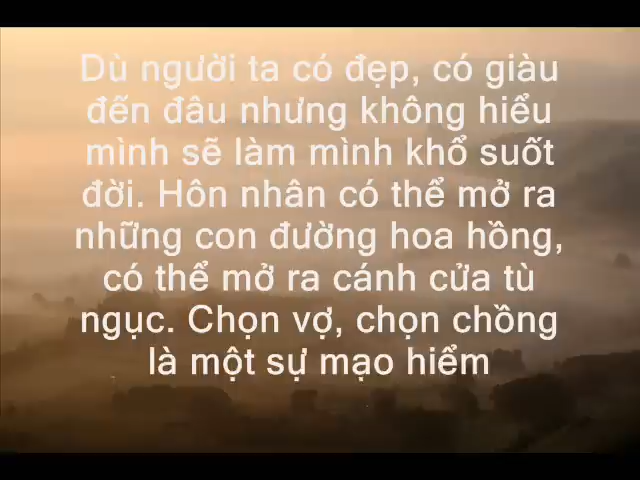 Dù người ta có đẹp, có giàu
đến đâu nhưng không hiểu
mình sẽ làm mình khổ suốt
đời. Hôn nhân có thể mở ra
những con đường hoa hồng,
có thể mở ra cánh cửa tù
ngục. Chọn vợ, chọn chồng
là một sự mạo hiểm